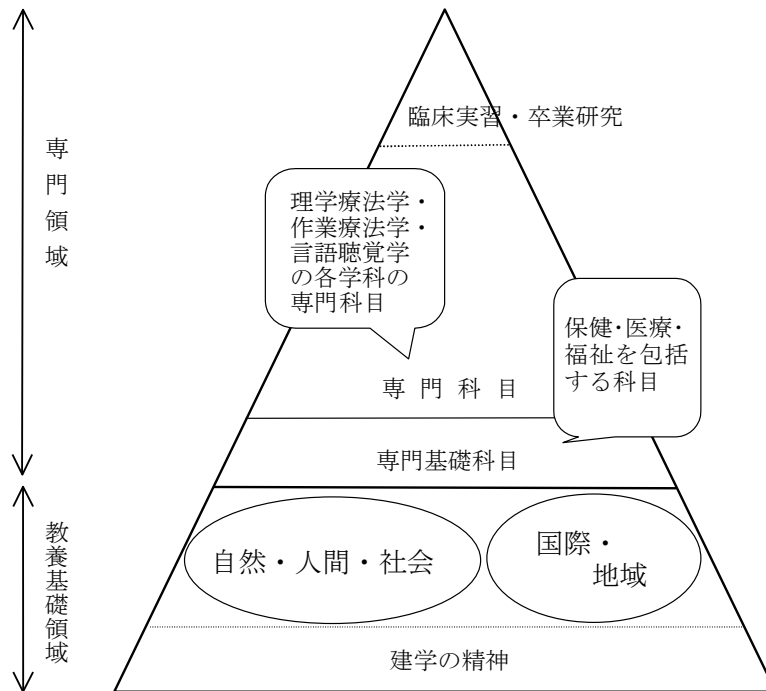 臨床実習・卒業研究
専門領域
理学療法学・
作業療法学・
言語聴覚学
の各学科の
専門科目
保健・医療・
福祉を包括
する科目
専門科目
専門基礎科目
教養基礎領域
自然・人間・社会
国際・
地域
建学の精神